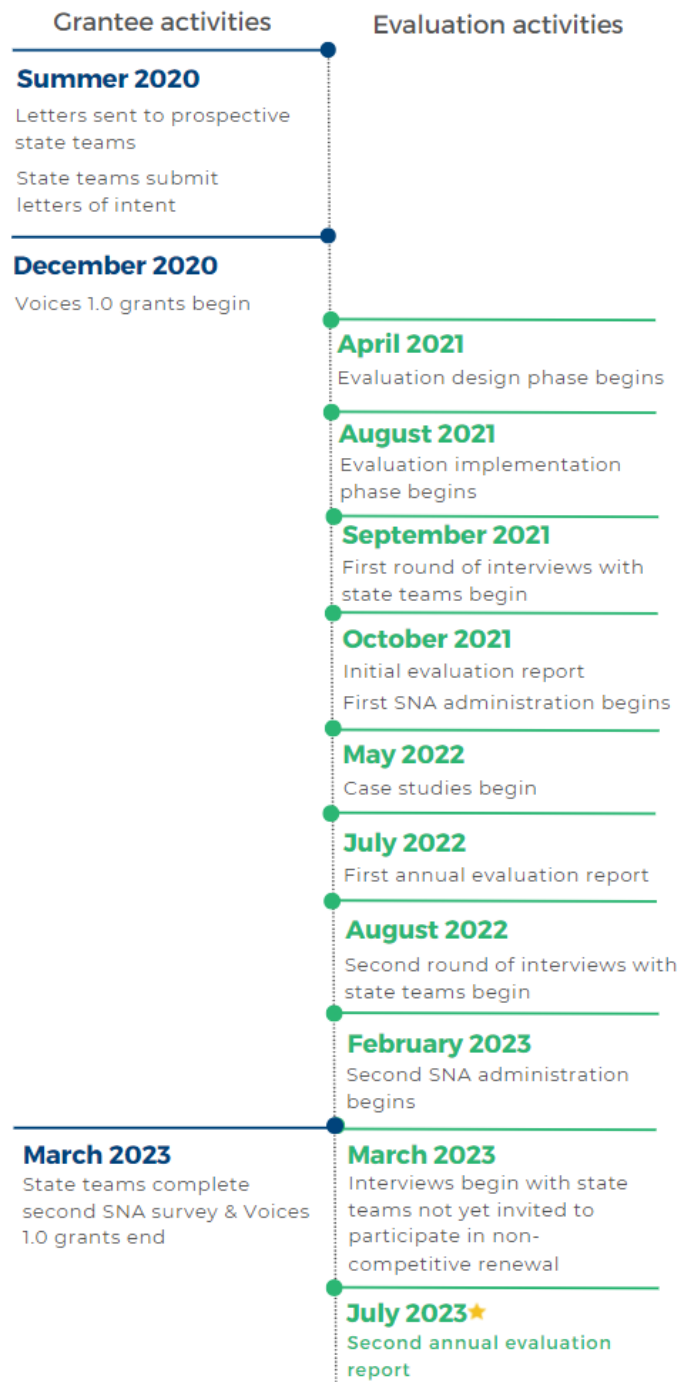 Grantee activities
Evaluation activities
Summer 2020
Letters sent to prospective
state teams
State teams submit
letters of intent
December 2020
Voices 1.0 grants begin
April 2021
Evaluation design phase begins
August 2021
Evaluation implementation
phase begins
September 2021
First round of interviews with
state teams begin
October 2021
Initial evaluation report
First SNA administration begins
May 2022
Case studies begin
July 2022
First annual evaluation report
August 2022
Second round of interviews with
state teams begin
February 2023
Second SNA administration
begins
March 2023
State teams complete
second SNA survey & Voices
1.0 grants end
March 2023
Interviews begin with state
teams not yet invited to
participate in non-
competitive renewal
July 2023
Second annual evaluation
report